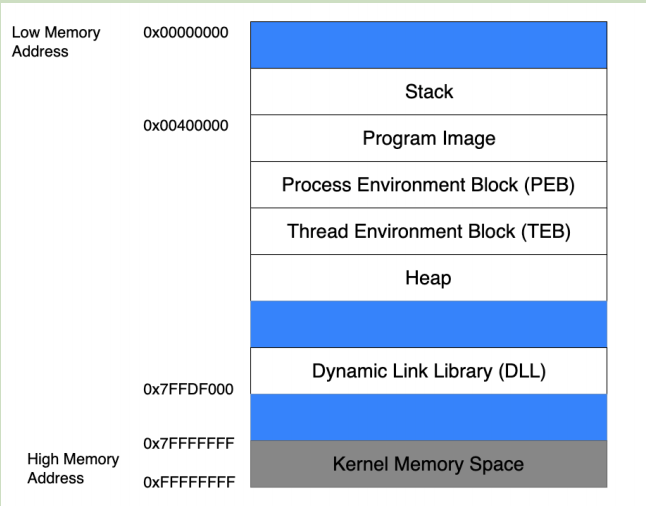 Low Memory
Address
0x00000000
Stack
0x00400000
Program Image
Process Environment Block (PEB)
Thread Environment Block (TEB)
Heap
Dynamic Link Library (DLL)
0x7FFDF000
0x7FFFFFFF
High Memory
Address
Kernel Memory Space
0xFFFFFFFF